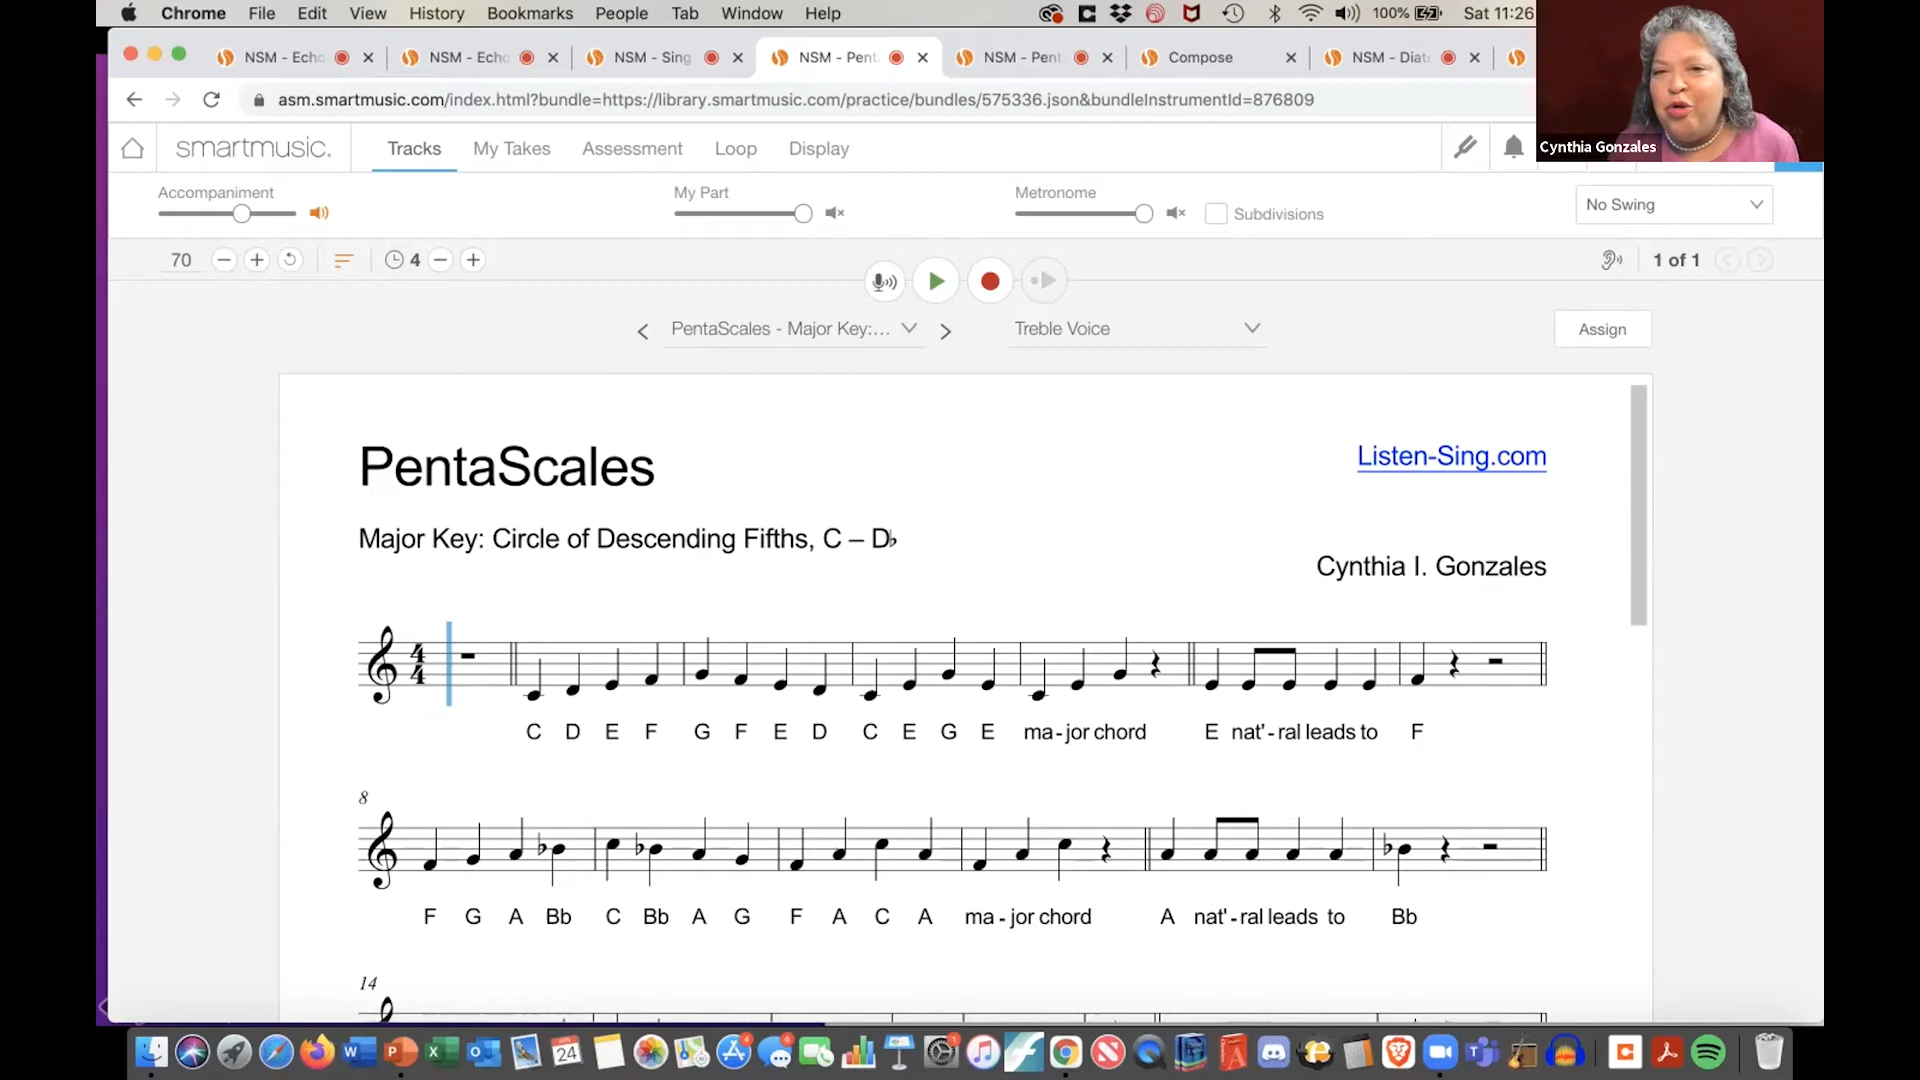 Chrome File Edit View History Bookmarks People Tab Window Help 100% Sat 11:26
NSM - Echo NSM - Echo NSM - Sing NSM - Pent NSM - Pent Compose NSM - Diat
asm.smartmusic.com/index.html?bundle=https://library.smartmusic.com/practice/bundles/575336.json&bundleInstrumentId=876809
Cynthia Gonzales
smartmusic. Tracks My Takes Assessment Loop Display
Accompaniment My Part Metronome
Subdivisions No Swing
70 4 1 of 1
PentaScales - Major Key:... Treble Voice Assign
PentaScales
Listen-Sing.com
Major Key: Circle of Descending Fifths, C – D♭
Cynthia I. Gonzales
4
4
C D E F G F E D C E G E ma - jor chord E nat' - ral leads to F
8
F G A Bb C Bb A G F A C A ma - jor chord A nat' - ral leads to Bb
14